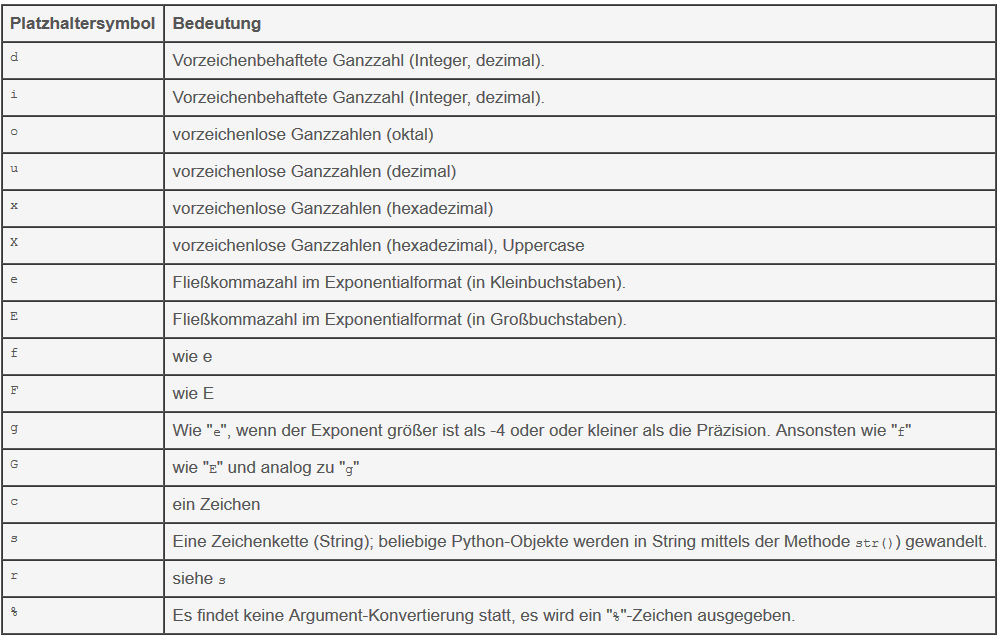 Platzhaltersymbol Bedeutung
d Vorzeichenbehaftete Ganzzahl (Integer, dezimal).
i Vorzeichenbehaftete Ganzzahl (Integer, dezimal).
o vorzeichenlose Ganzzahlen (oktal)
u vorzeichenlose Ganzzahlen (dezimal)
x vorzeichenlose Ganzzahlen (hexadezimal)
X vorzeichenlose Ganzzahlen (hexadezimal), Uppercase
e Fließkommazahl im Exponentialformat (in Kleinbuchstaben).
E Fließkommazahl im Exponentialformat (in Großbuchstaben).
f wie e
F wie E
g Wie "e", wenn der Exponent größer ist als -4 oder oder kleiner als die Präzision. Ansonsten wie "f"
G wie "E" und analog zu "g"
c ein Zeichen
s Eine Zeichenkette (String); beliebige Python-Objekte werden in String mittels der Methode str()) gewandelt.
r siehe s
% Es findet keine Argument-Konvertierung statt, es wird ein "%"-Zeichen ausgegeben.